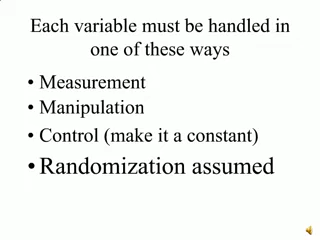 Each variable must be handled in
one of these ways
• Measurement
• Manipulation
• Control (make it a constant)
• Randomization assumed